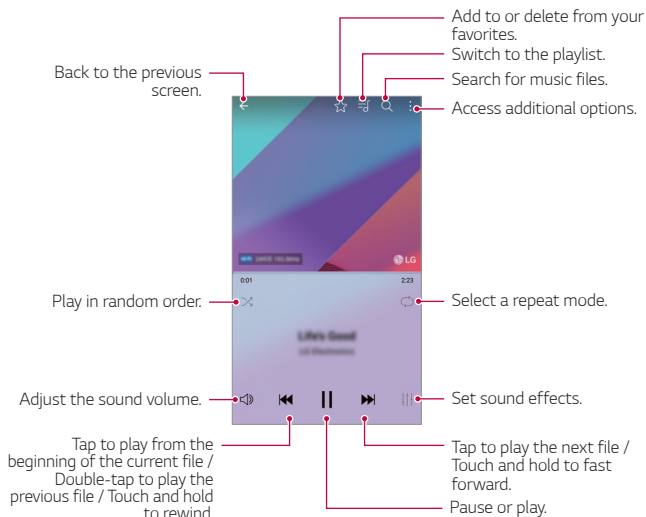 Add to or delete from your
favorites.
Switch to the playlist.
Back to the previous
screen.
Search for music files.
Access additional options.
LG
0:01
2:23
Play in random order.
Select a repeat mode.
Life's Good
LG Electronics
Adjust the sound volume.
Set sound effects.
Tap to play from the
beginning of the current file /
Double-tap to play the
previous file / Touch and hold
to rewind.
Tap to play the next file /
Touch and hold to fast
forward.
Pause or play.